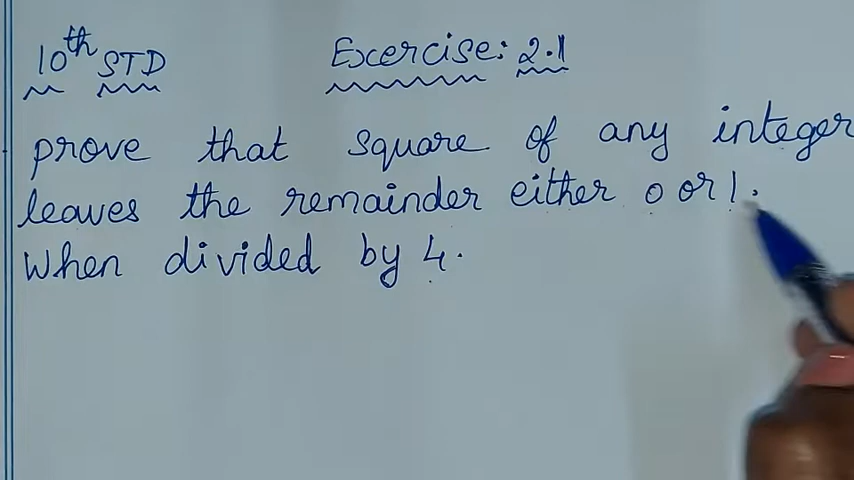 10th STD Exercise: 2.1
prove that square of any integer
leaves the remainder either 0 or 1.
When divided by 4.